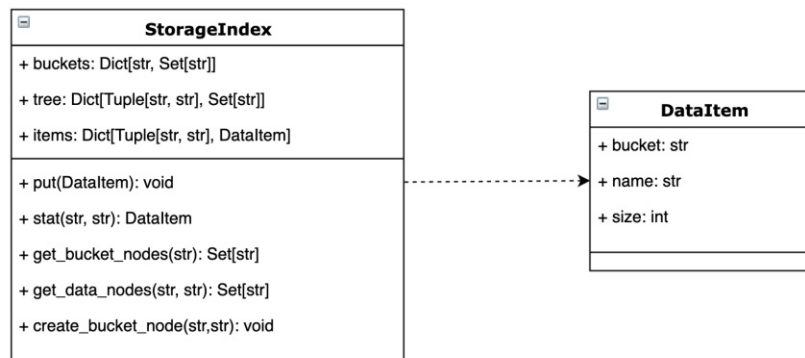 StorageIndex
+ buckets: Dict[str, Set[str]]
+ tree: Dict[Tuple[str, str], Set[str]]
+ items: Dict[Tuple[str, str], DataItem]
+ put(DataItem): void
+ stat(str, str): DataItem
+ get_bucket_nodes(str): Set[str]
+ get_data_nodes(str, str): Set[str]
+ create_bucket_node(str,str): void
DataItem
+ bucket: str
+ name: str
+ size: int